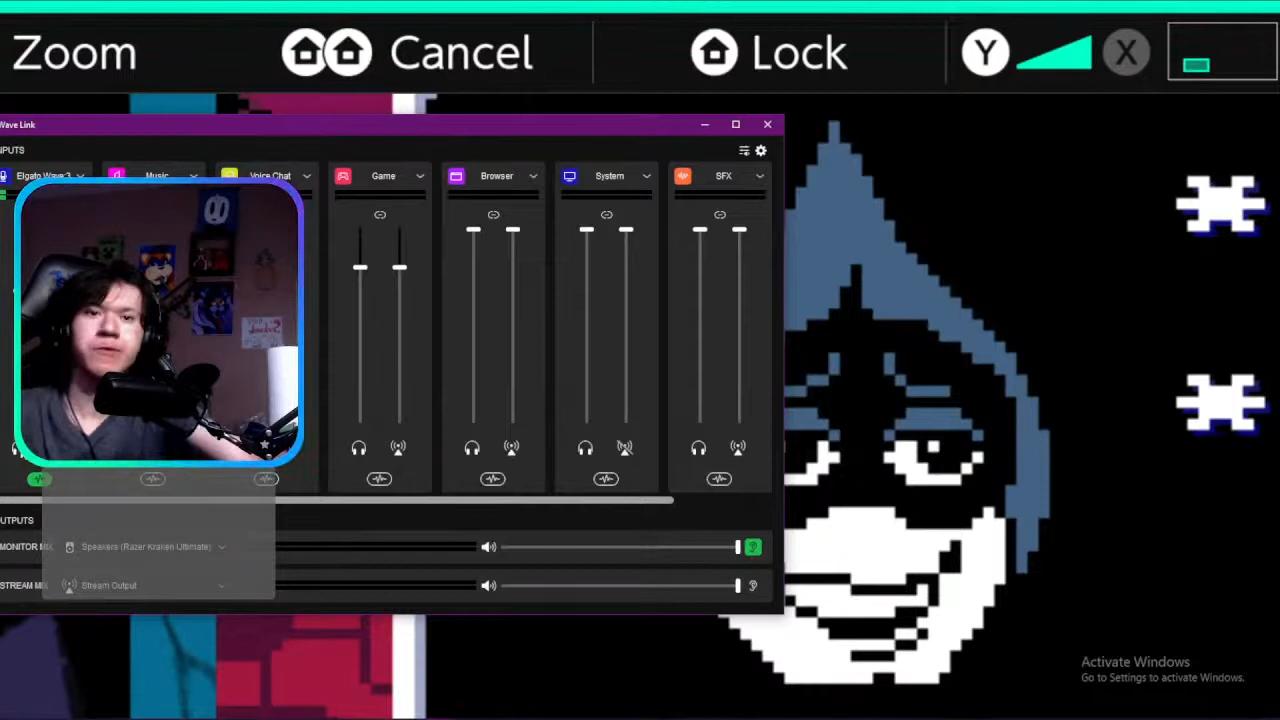 Zoom
Cancel
Lock
Y
X
Wave Link
NPUTS
Elgato Wave:3
Music
Voice Chat
Game
Browser
System
SFX
OUTPUTS
MONITOR MIX
Speakers (Razer Kraken Ultimate)
STREAM MIX
Stream Output
Activate Windows
Go to Settings to activate Windows.